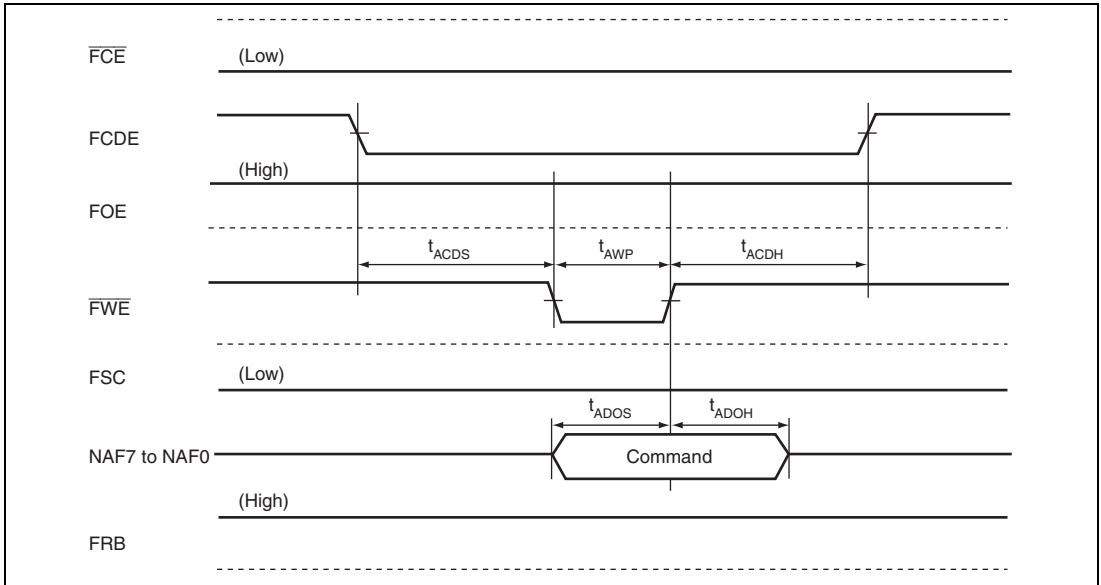 FCE (Low)
FCDE
(High)
FOE
tACDS tAWP tACDH
FWE
FSC (Low)
tADOS tADOH
NAF7 to NAF0 Command
(High)
FRB